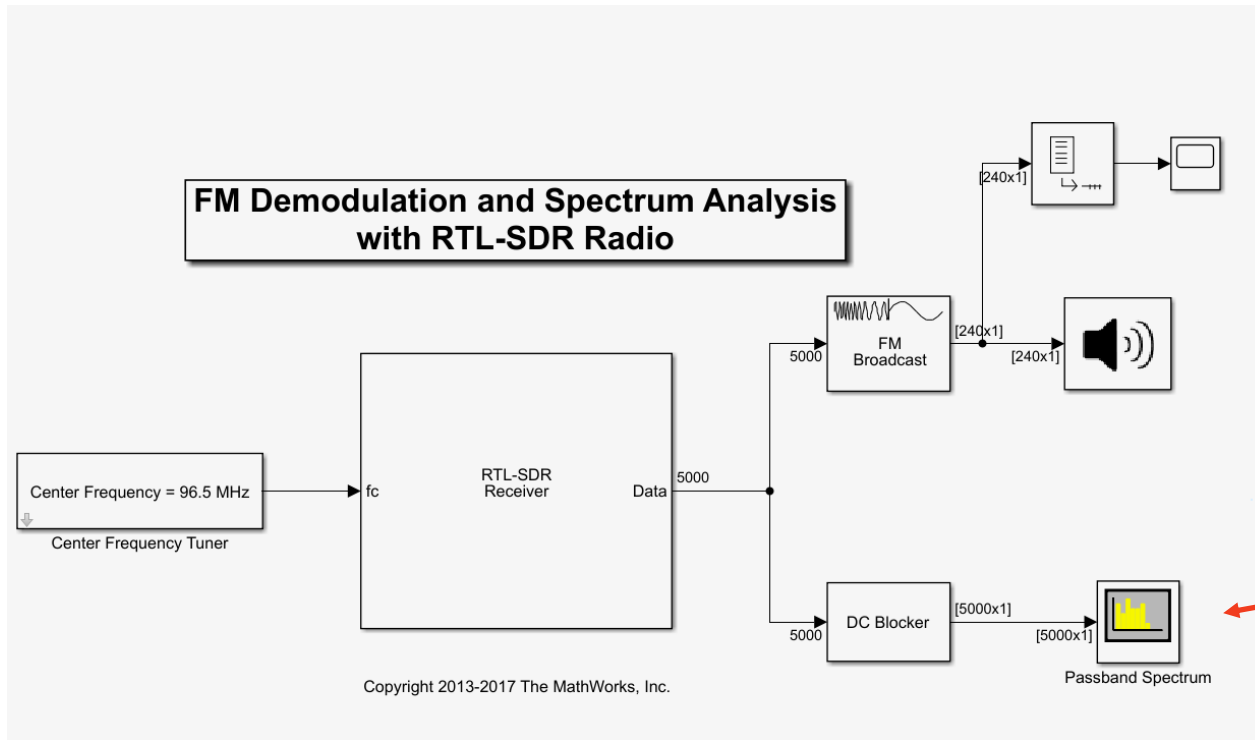 [240x1]
FM Demodulation and Spectrum Analysis
with RTL-SDR Radio
FM
Broadcast
[240x1]
5000
[240x1]
RTL-SDR
Receiver
5000
Center Frequency = 96.5 MHz
fc
Data
Center Frequency Tuner
DC Blocker
[5000x1]
5000
[5000x1]
Passband Spectrum
Copyright 2013-2017 The MathWorks, Inc.